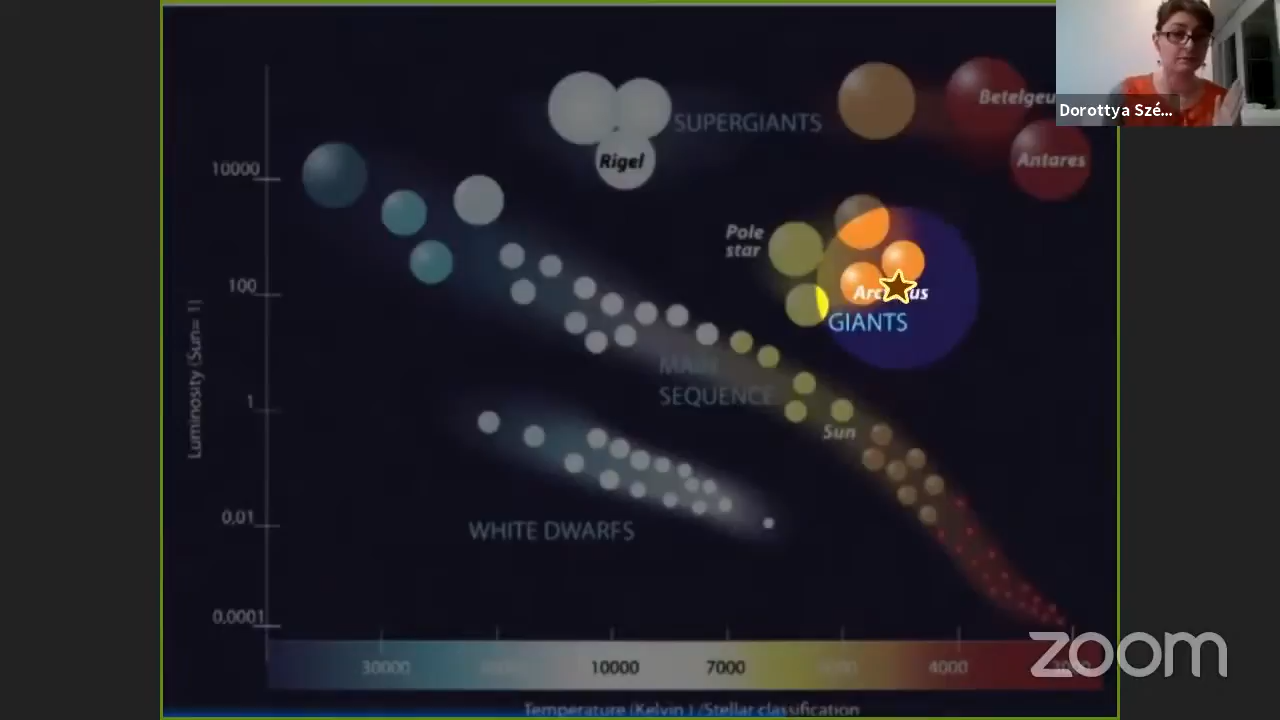 Dorottya Szé...
Betelgeu
SUPERGIANTS
Rigel
Antares
10000
Pole
star
100
GIANTS
Luminosity (Sun= 1)
MAIN
SEQUENCE
1
Sun
0,01
WHITE DWARFS
0,0001
30000
10000
7000
4000
zoom
Temperature (Kelvin ) /Stellar classification